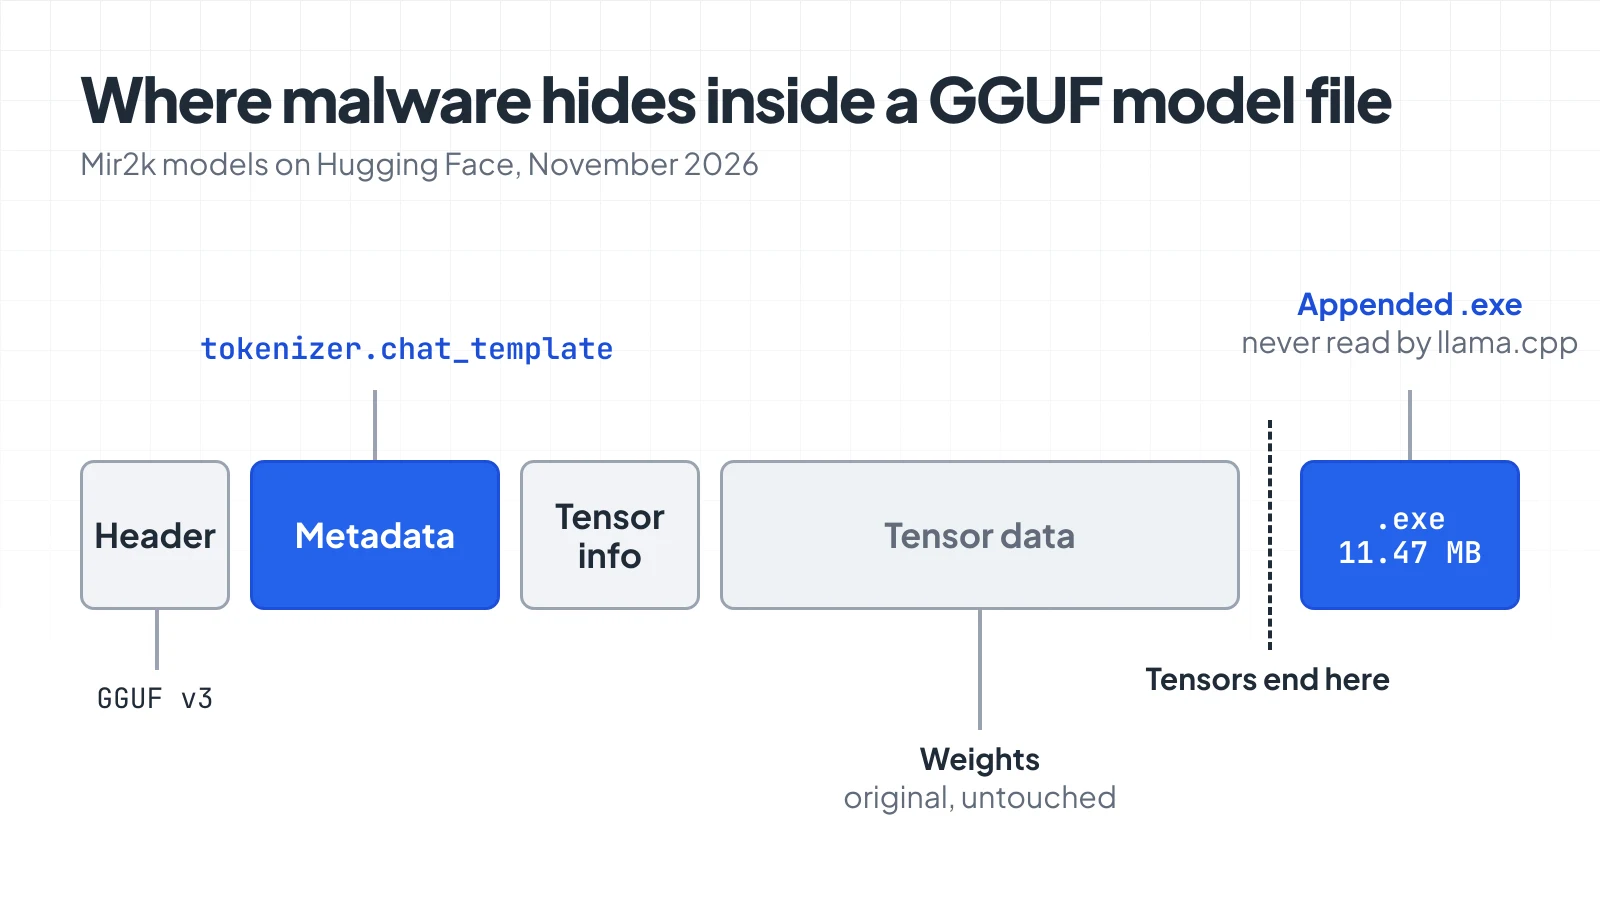 Where malware hides inside a GGUF model file
Mir2k models on Hugging Face, November 2026
Appended .exe
never read by llama.cpp
tokenizer.chat_template
Header
Metadata
Tensor
info
Tensor data
.exe
11.47 MB
Tensors end here
GGUF v3
Weights
original, untouched